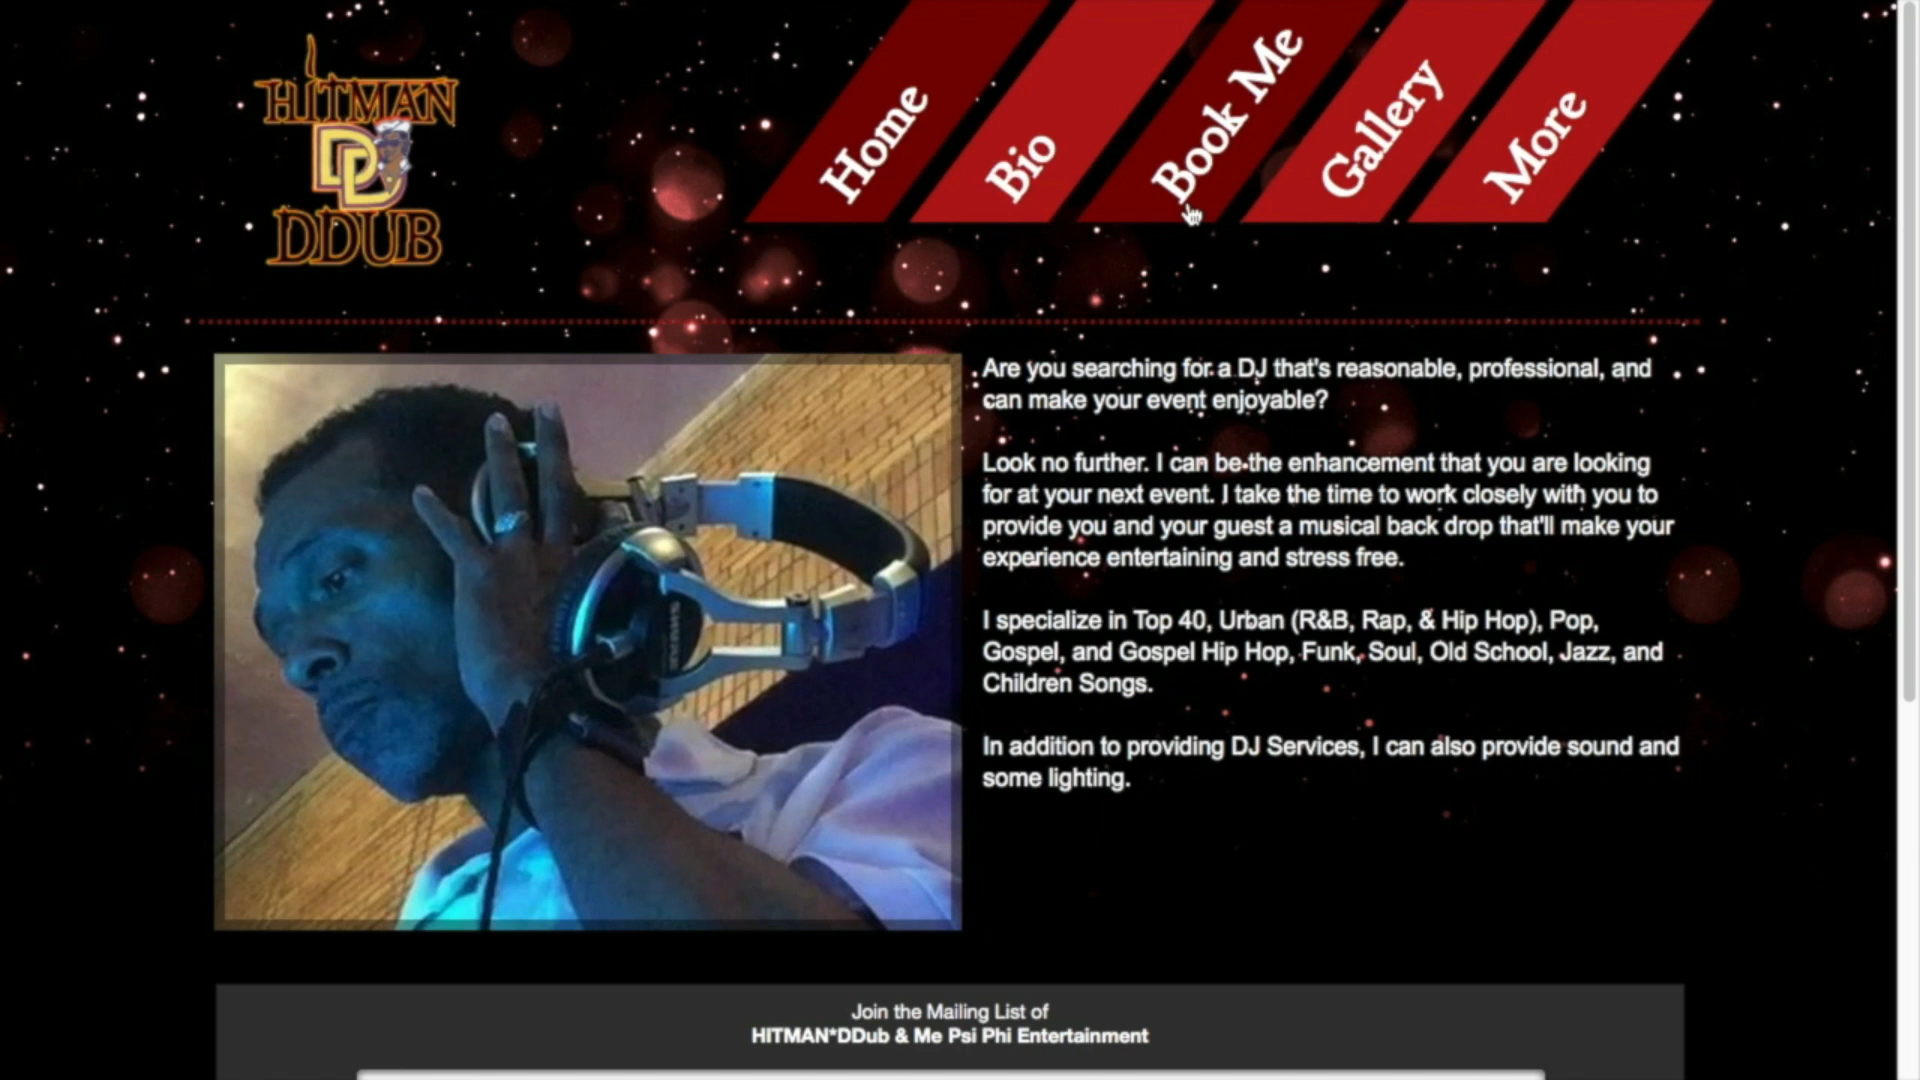 HITMAN
DD
DDUB
Home
Bio
Book Me
Gallery
More
Are you searching for a DJ that's reasonable, professional, and
can make your event enjoyable?
Look no further. I can be the enhancement that you are looking
for at your next event. I take the time to work closely with you to
provide you and your guest a musical back drop that'll make your
experience entertaining and stress free.
I specialize in Top 40, Urban (R&B, Rap, & Hip Hop), Pop,
Gospel, and Gospel Hip Hop, Funk, Soul, Old School, Jazz, and
Children Songs.
In addition to providing DJ Services, I can also provide sound and
some lighting.
Join the Mailing List of
HITMAN*DDub & Me Psi Phi Entertainment